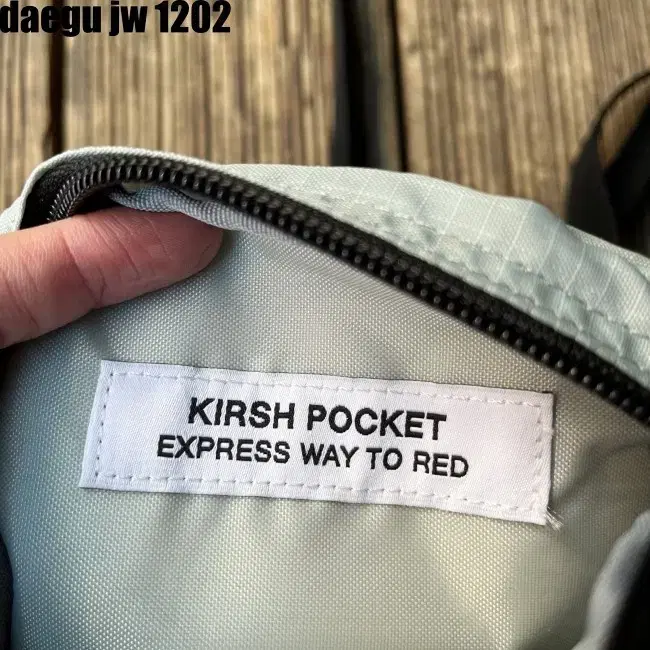 daegu jw 1202
KIRSH POCKET
EXPRESS WAY TO RED